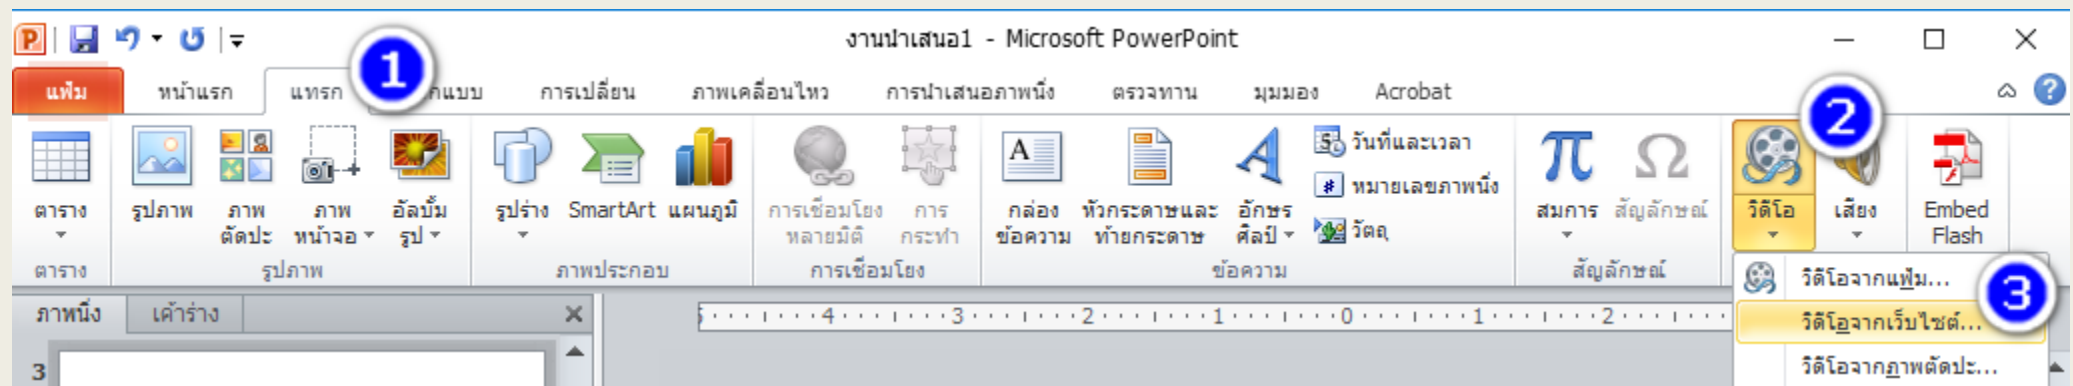 งานนำเสนอ1 - Microsoft PowerPoint
1
แฟ้ม หน้าแรก แทรก การเปลี่ยน ภาพเคลื่อนไหว การนำเสนอภาพนิ่ง ตรวจทาน มุมมอง Acrobat
2
ตาราง รูปภาพ ภาพ ภาพ อัลบั้ม รูปร่าง SmartArt แผนภูมิ การเชื่อมโยง การ กล่อง หัวกระดาษและ อักษร วันที่และเวลา สมการ สัญลักษณ์ วิดีโอ เสียง Embed
ตัดปะ หน้าจอ รูป หลายมิติ กระทำ ข้อความ ท้ายกระดาษ ศิลป์ หมายเลขภาพนิ่ง Flash
วัตถุ
ตาราง รูปภาพ ภาพประกอบ การเชื่อมโยง ข้อความ สัญลักษณ์
วิดีโอจากแฟ้ม...
3
ภาพนิ่ง เค้าร่าง
4 3 2 1 0 1 2
วิดีโอจากเว็บไซต์...
3
วิดีโอจากภาพตัดปะ...